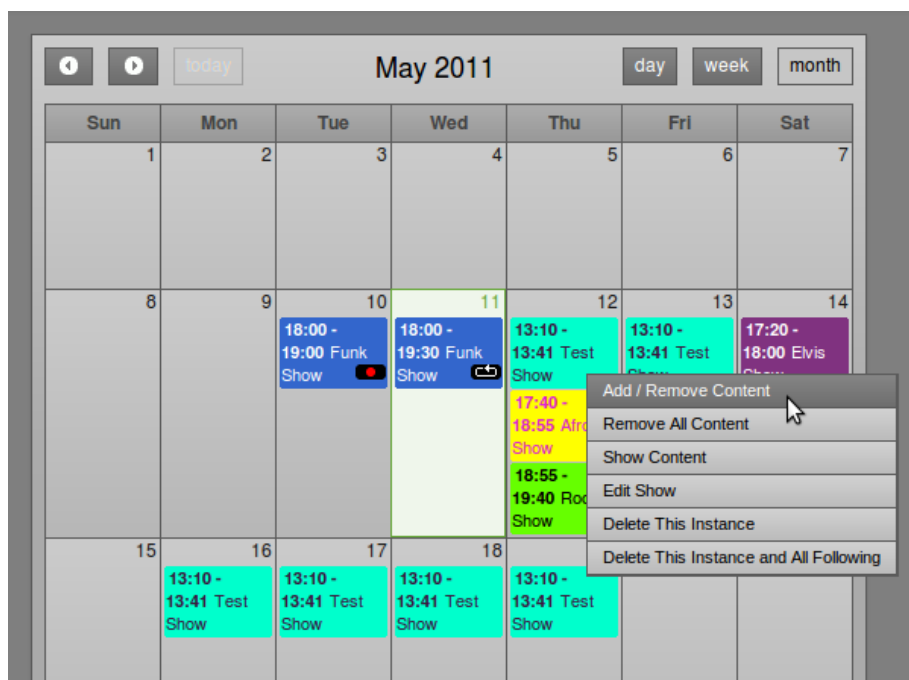 today May 2011 day week month
Sun Mon Tue Wed Thu Fri Sat
1 2 3 4 5 6 7
8 9 10 11 12 13 14
18:00 -
19:00 Funk
Show
18:00 -
19:30 Funk
Show
13:10 -
13:41 Test
Show
17:40 -
18:55 Afro
Show
18:55 -
19:40 Roc
Show
13:10 -
13:41 Test
Show
17:20 -
18:00 Elvis
Show
Add / Remove Content
Remove All Content
Show Content
Edit Show
Delete This Instance
Delete This Instance and All Following
15 16 17 18
13:10 -
13:41 Test
Show
13:10 -
13:41 Test
Show
13:10 -
13:41 Test
Show
13:10 -
13:41 Test
Show